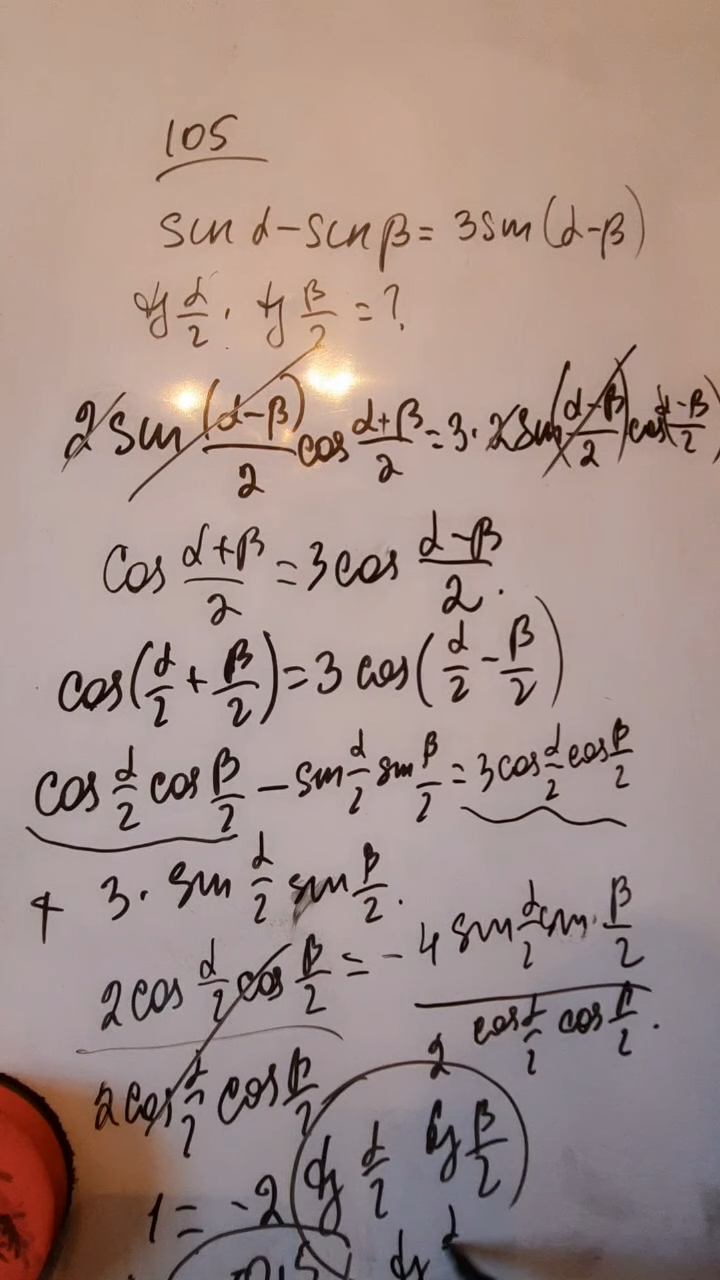 105
sin α - sin β = 3 sin (α-β)
tg α/2 · tg β/2 = ?
2 sin (α-β)/2 cos (α+β)/2 = 3 · 2 sin (α-β)/2 cos (α-β)/2
cos (α+β)/2 = 3 cos (α-β)/2.
cos(α/2 + β/2) = 3 cos(α/2 - β/2)
cos α/2 cos β/2 - sin α/2 sin β/2 = 3 cos α/2 cos β/2
+ 3 · sin α/2 sin β/2.
2 cos α/2 cos β/2 = - 4 sin α/2 sin β/2
2 cos α/2 cos β/2 2 cos α/2 cos β/2.
1 = -2 tg α/2 tg β/2
tg α